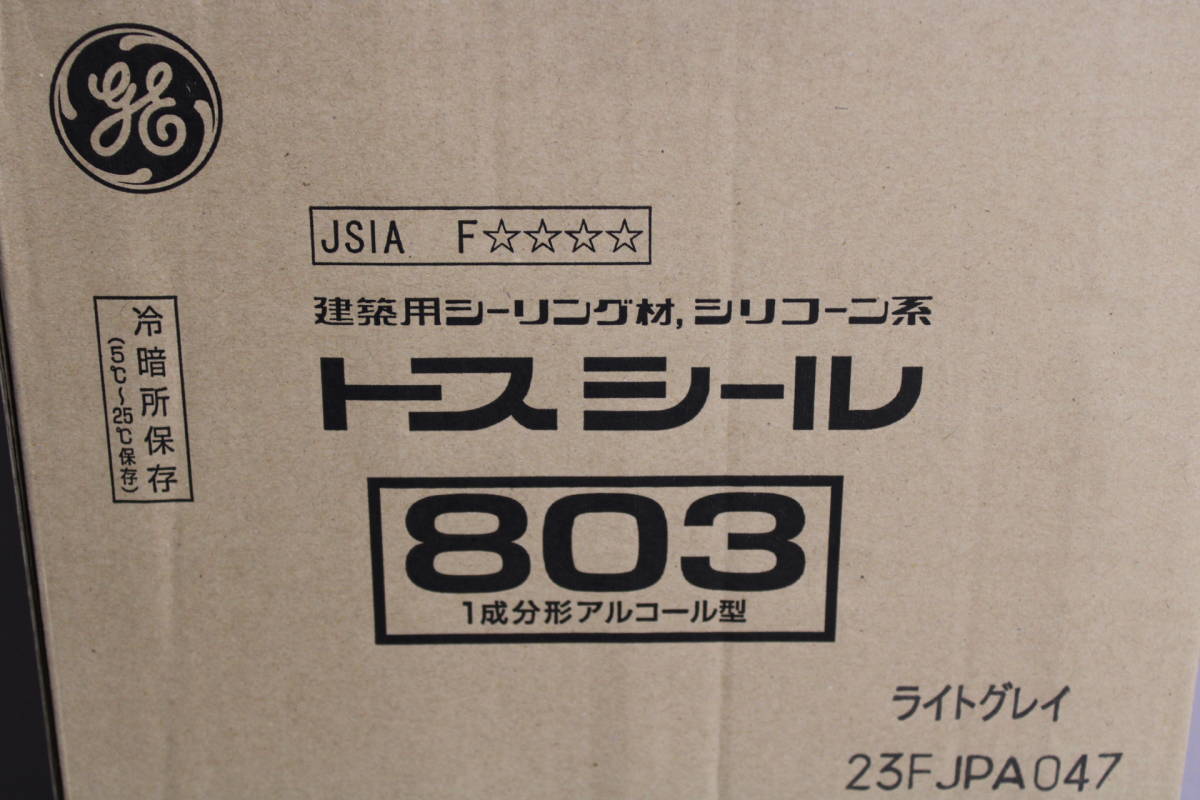 GE
JSIA F☆☆☆☆
建築用シーリング材,シリコーン系
トスシール
冷暗所保存
(5℃~25℃保存)
803
1成分形アルコール型
ライトグレイ
23FJPA047